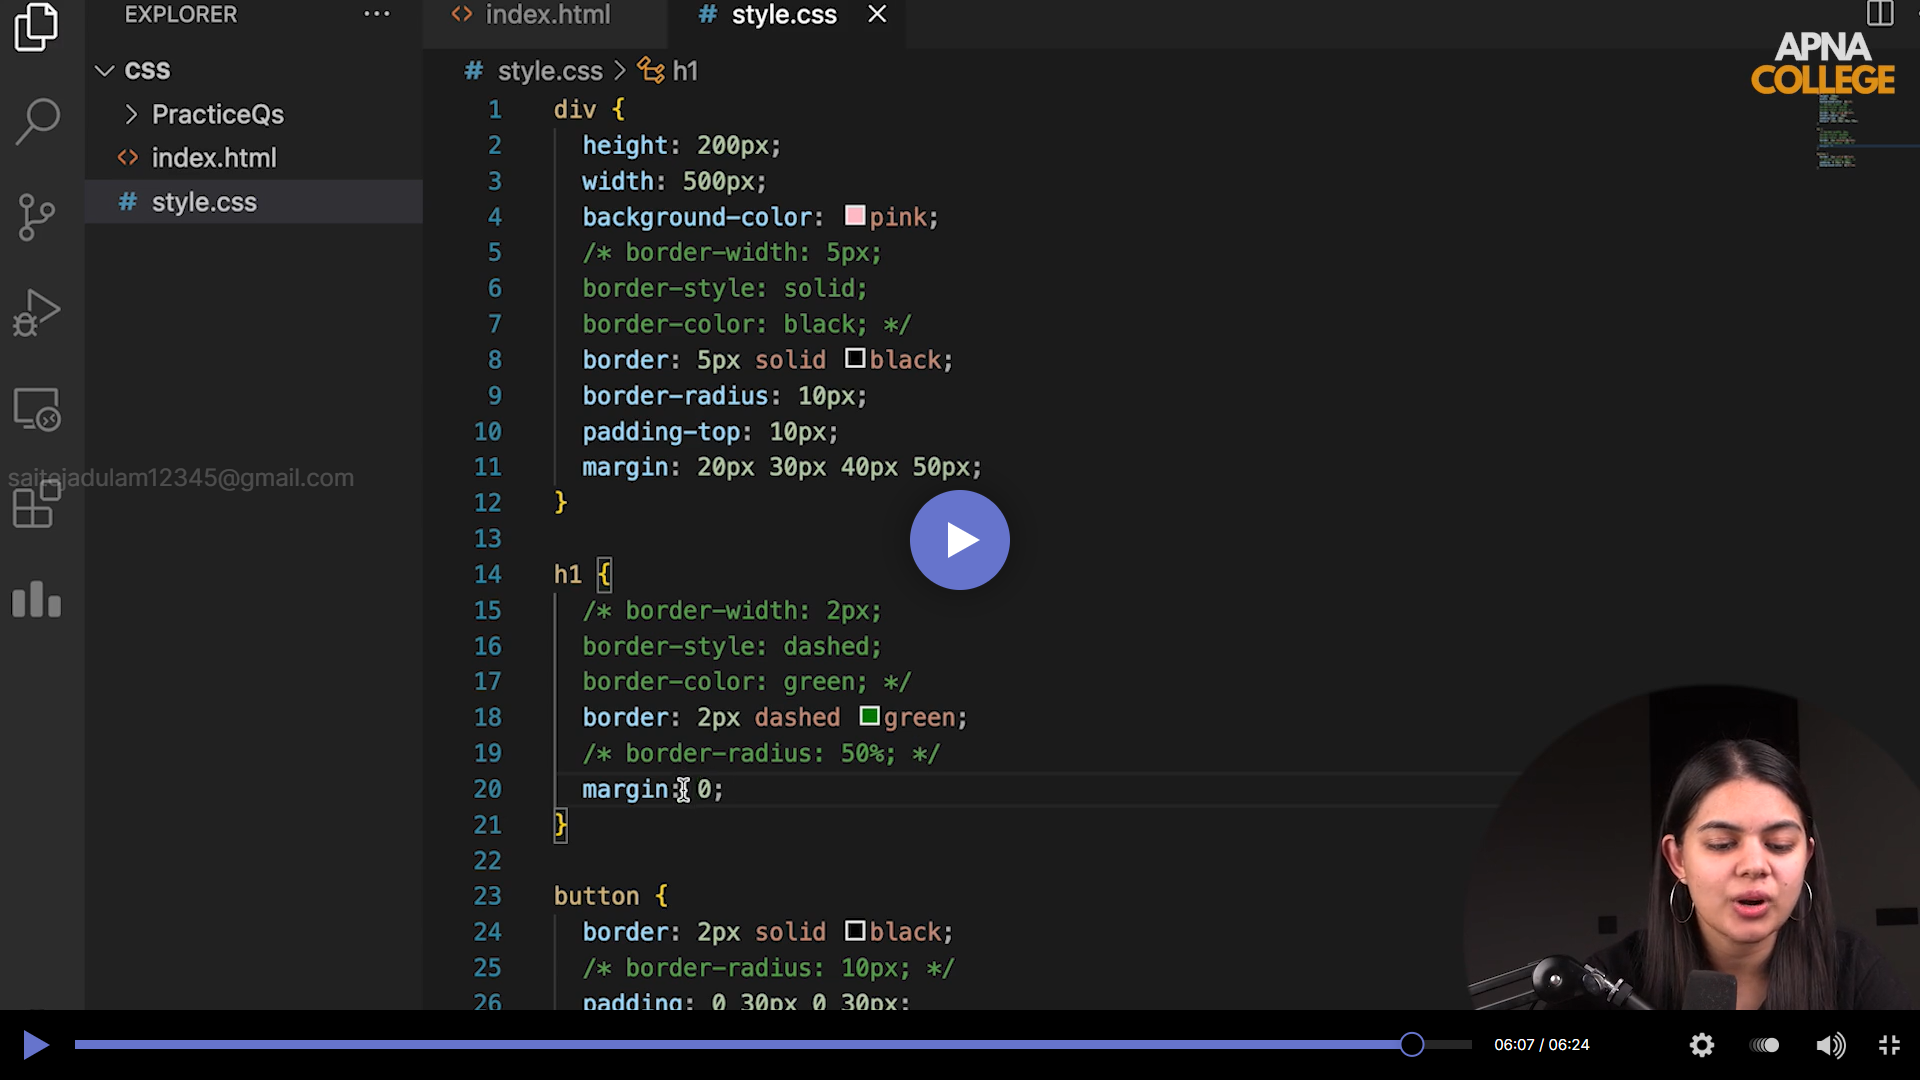 EXPLORER
index.html
style.css
CSS
style.css > h1
PracticeQs
index.html
style.css
APNA
COLLEGE
1 div {
2 height: 200px;
3 width: 500px;
4 background-color: pink;
5 /* border-width: 5px;
6 border-style: solid;
7 border-color: black; */
8 border: 5px solid black;
9 border-radius: 10px;
10 padding-top: 10px;
11 margin: 20px 30px 40px 50px;
12 }
13
14 h1 {
15 /* border-width: 2px;
16 border-style: dashed;
17 border-color: green; */
18 border: 2px dashed green;
19 /* border-radius: 50%; */
20 margin: 0;
21 }
22
23 button {
24 border: 2px solid black;
25 /* border-radius: 10px; */
26 padding: 0 30px 0 30px;
saitejadulam12345@gmail.com
06:07 / 06:24